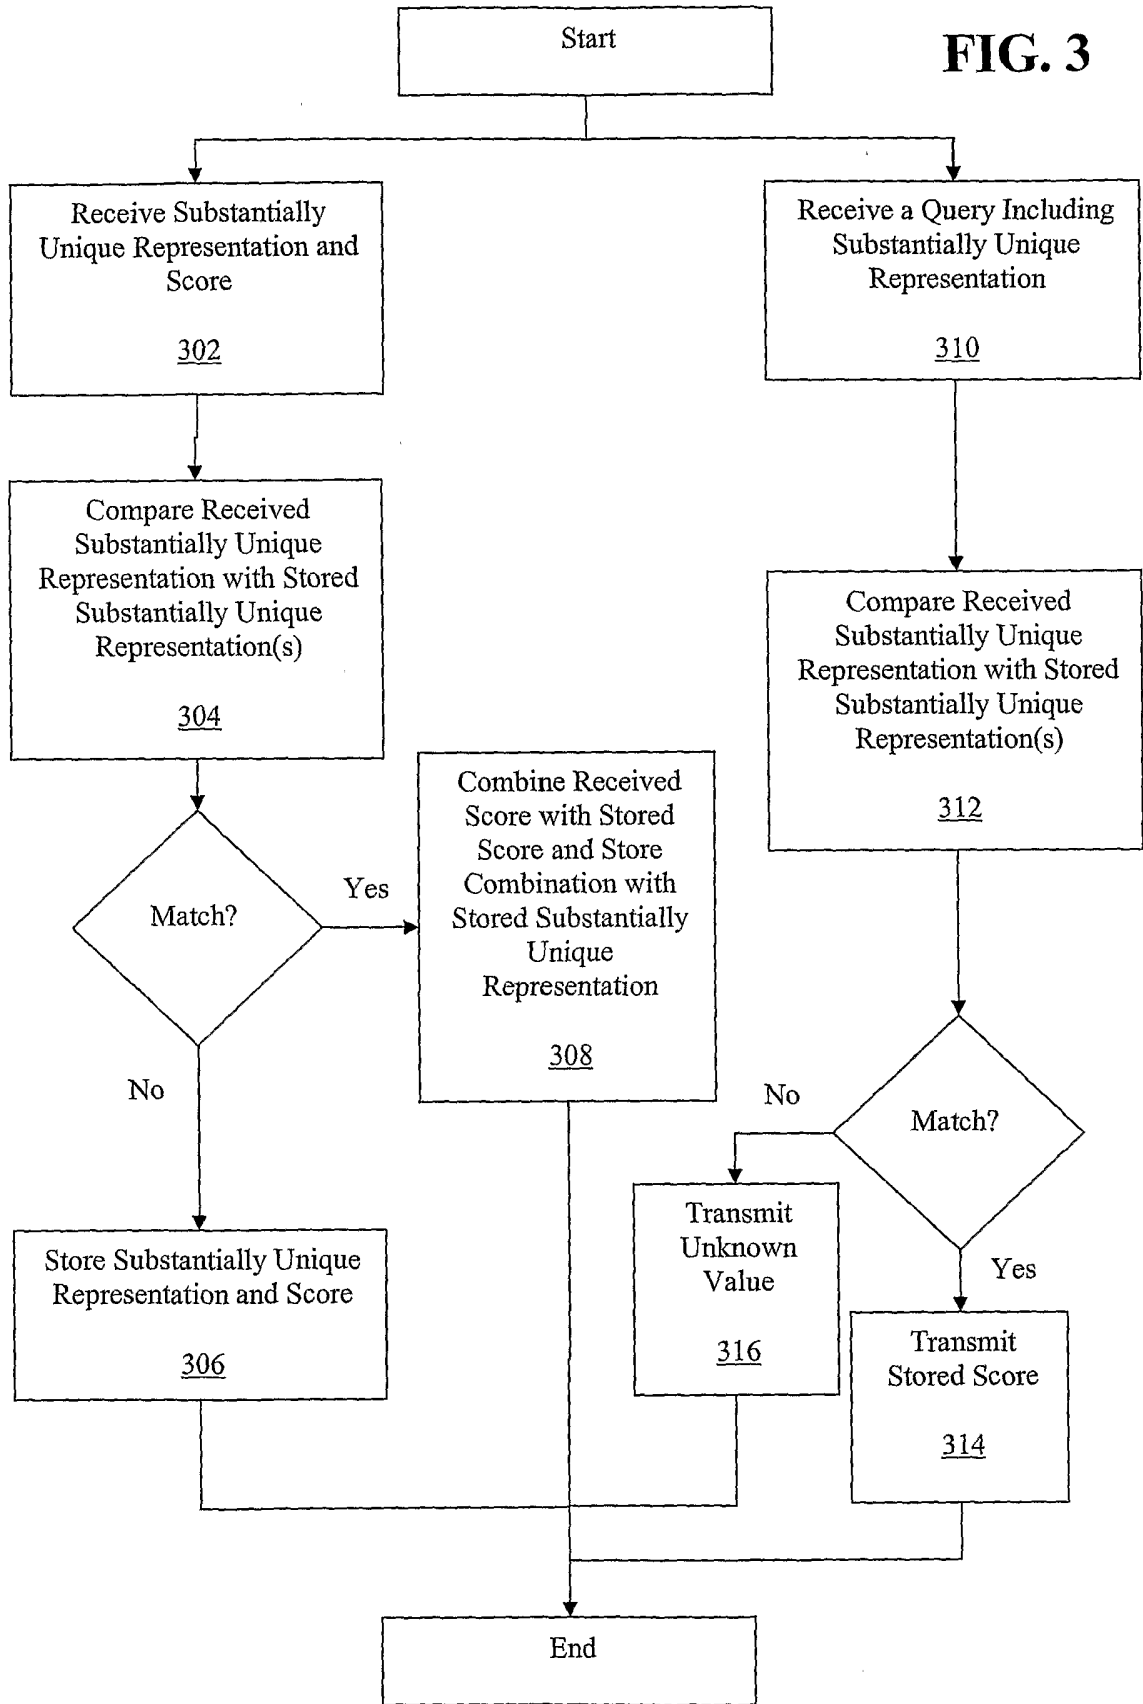 Start
FIG. 3
Receive Substantially
Unique Representation and
Score
302
Receive a Query Including
Substantially Unique
Representation
310
Compare Received
Substantially Unique
Representation with Stored
Substantially Unique
Representation(s)
304
Compare Received
Substantially Unique
Representation with Stored
Substantially Unique
Representation(s)
312
Match?
Yes
No
Combine Received
Score with Stored
Score and Store
Combination with
Stored Substantially
Unique
Representation
308
Match?
No
Yes
Store Substantially Unique
Representation and Score
306
Transmit
Unknown
Value
316
Transmit
Stored Score
314
End